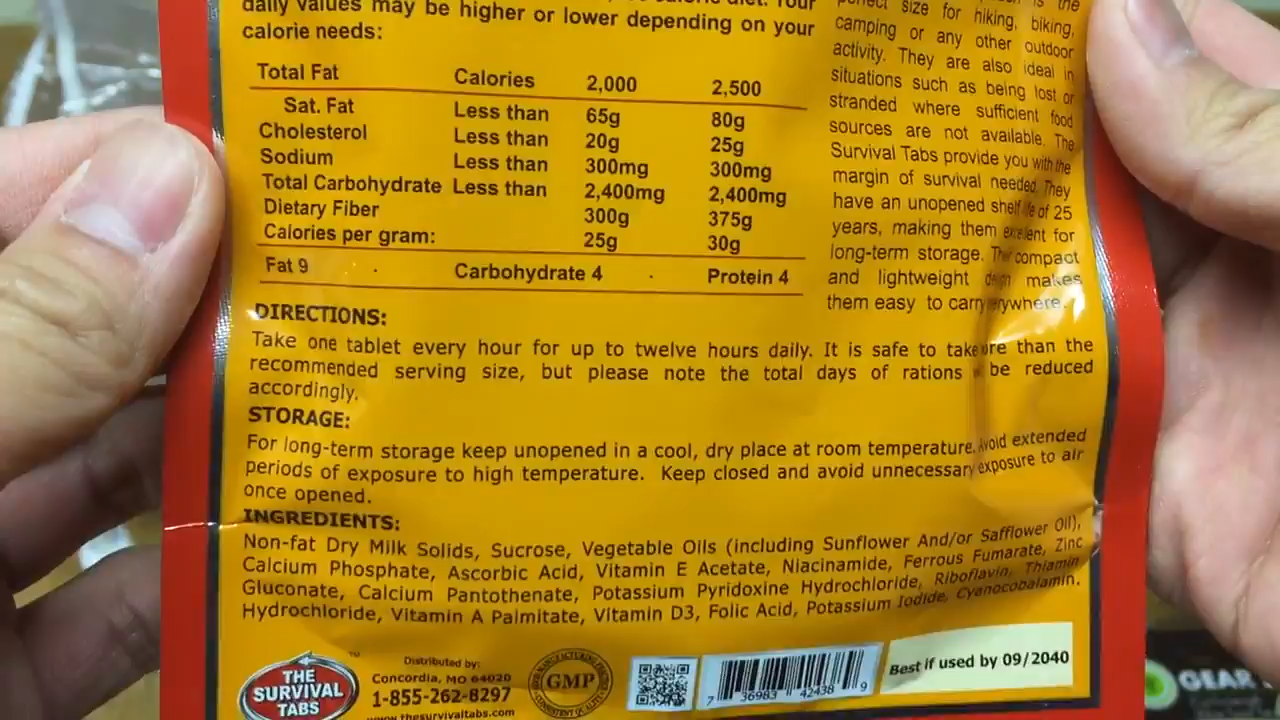 daily values may be higher or lower depending on your
calorie needs:
Total Fat Calories 2,000 2,500
Sat. Fat Less than 65g 80g
Cholesterol Less than 20g 25g
Sodium Less than 300mg 300mg
Total Carbohydrate Less than 2,400mg 2,400mg
Dietary Fiber 300g 375g
Calories per gram: 25g 30g
Fat 9 · Carbohydrate 4 · Protein 4
is the
size for hiking, biking,
camping or any other outdoor
activity. They are also ideal in
situations such as being lost or
stranded where sufficient food
sources are not available. The
Survival Tabs provide you with the
margin of survival needed. They
have an unopened shelf life of 25
years, making them excellent for
long-term storage. compact
and lightweight makes
them easy to carry
DIRECTIONS:
Take one tablet every hour for up to twelve hours daily. It is safe to take more than the
recommended serving size, but please note the total days of rations be reduced
accordingly.
STORAGE:
For long-term storage keep unopened in a cool, dry place at room temperature. Avoid extended
periods of exposure to high temperature. Keep closed and avoid unnecessary exposure to air
once opened.
INGREDIENTS:
Non-fat Dry Milk Solids, Sucrose, Vegetable Oils (including Sunflower And/or Safflower Oil),
Calcium Phosphate, Ascorbic Acid, Vitamin E Acetate, Niacinamide, Ferrous Fumarate, Zinc
Gluconate, Calcium Pantothenate, Potassium Pyridoxine Hydrochloride, Riboflavin, Thiamin
Hydrochloride, Vitamin A Palmitate, Vitamin D3, Folic Acid, Potassium Iodide, Cyanocobalamin.
THE
SURVIVAL
TABS
Distributed by:
Concordia, MO 64020
1-855-262-8297
www.thesurvivaltabs.com
GMP
7 36983 42438 9
Best if used by 09/2040
GEAR